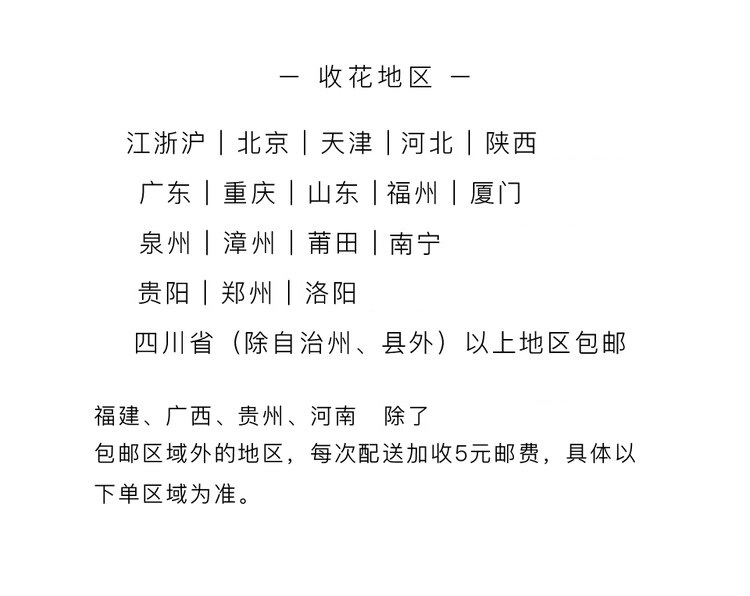 — 收花地区 —
江浙沪｜北京｜天津｜河北｜陕西
广东｜重庆｜山东｜福州｜厦门
泉州｜漳州｜莆田｜南宁
贵阳｜郑州｜洛阳
四川省（除自治州、县外）以上地区包邮
福建、广西、贵州、河南 除了
包邮区域外的地区，每次配送加收5元邮费，具体以
下单区域为准。